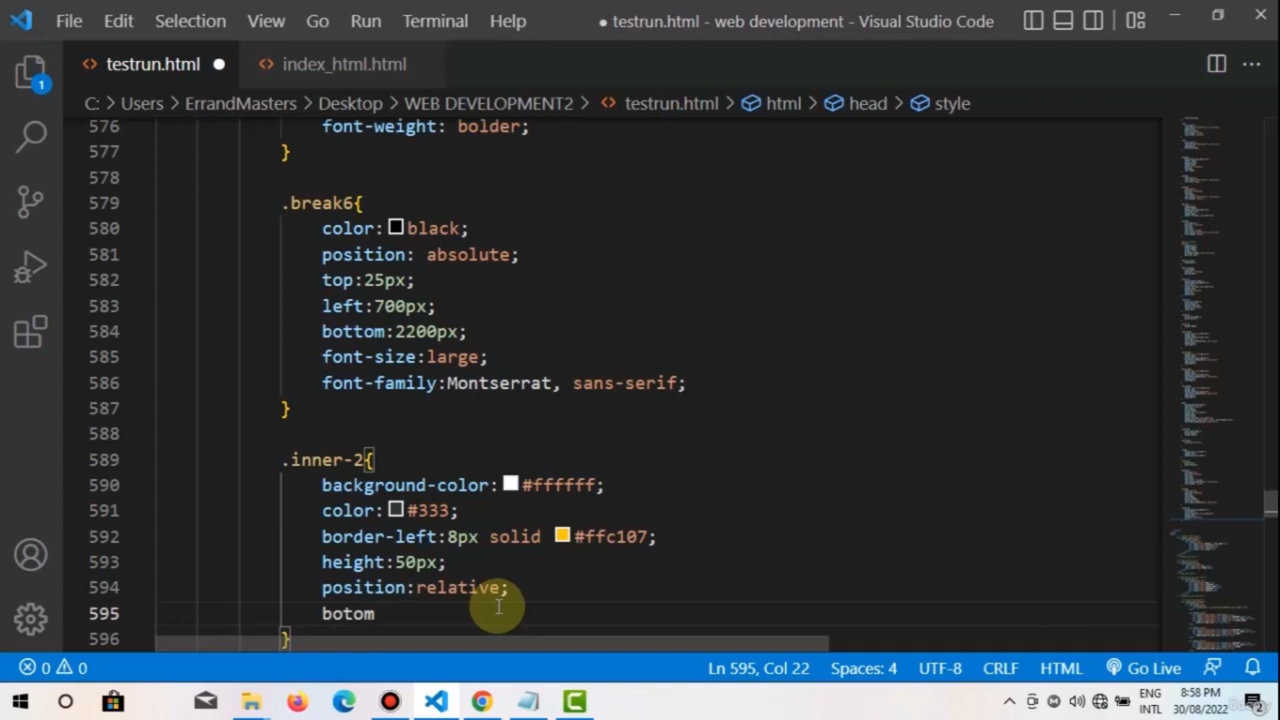 File Edit Selection View Go Run Terminal Help ● testrun.html - web development - Visual Studio Code
testrun.html index_html.html
C: > Users > ErrandMasters > Desktop > WEB DEVELOPMENT2 > testrun.html > html > head > style
576 font-weight: bolder;
577 }
578
579 .break6{
580 color:black;
581 position: absolute;
582 top:25px;
583 left:700px;
584 bottom:2200px;
585 font-size:large;
586 font-family:Montserrat, sans-serif;
587 }
588
589 .inner-2{
590 background-color:#ffffff;
591 color:#333;
592 border-left:8px solid #ffc107;
593 height:50px;
594 position:relative;
595 botom
596 }
1
0 0 Ln 595, Col 22 Spaces: 4 UTF-8 CRLF HTML Go Live
ENG 8:58 PM
INTL 30/08/2022 2